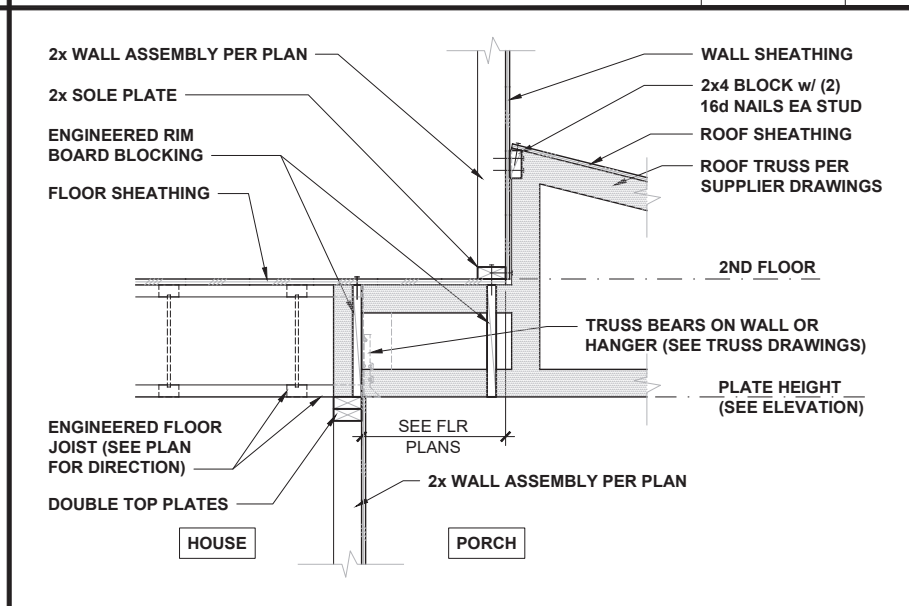 2x WALL ASSEMBLY PER PLAN
2x SOLE PLATE
ENGINEERED RIM
BOARD BLOCKING
FLOOR SHEATHING
WALL SHEATHING
2x4 BLOCK w/ (2)
16d NAILS EA STUD
ROOF SHEATHING
ROOF TRUSS PER
SUPPLIER DRAWINGS
2ND FLOOR
TRUSS BEARS ON WALL OR
HANGER (SEE TRUSS DRAWINGS)
PLATE HEIGHT
(SEE ELEVATION)
SEE FLR
PLANS
ENGINEERED FLOOR
JOIST (SEE PLAN
FOR DIRECTION)
DOUBLE TOP PLATES
2x WALL ASSEMBLY PER PLAN
HOUSE
PORCH